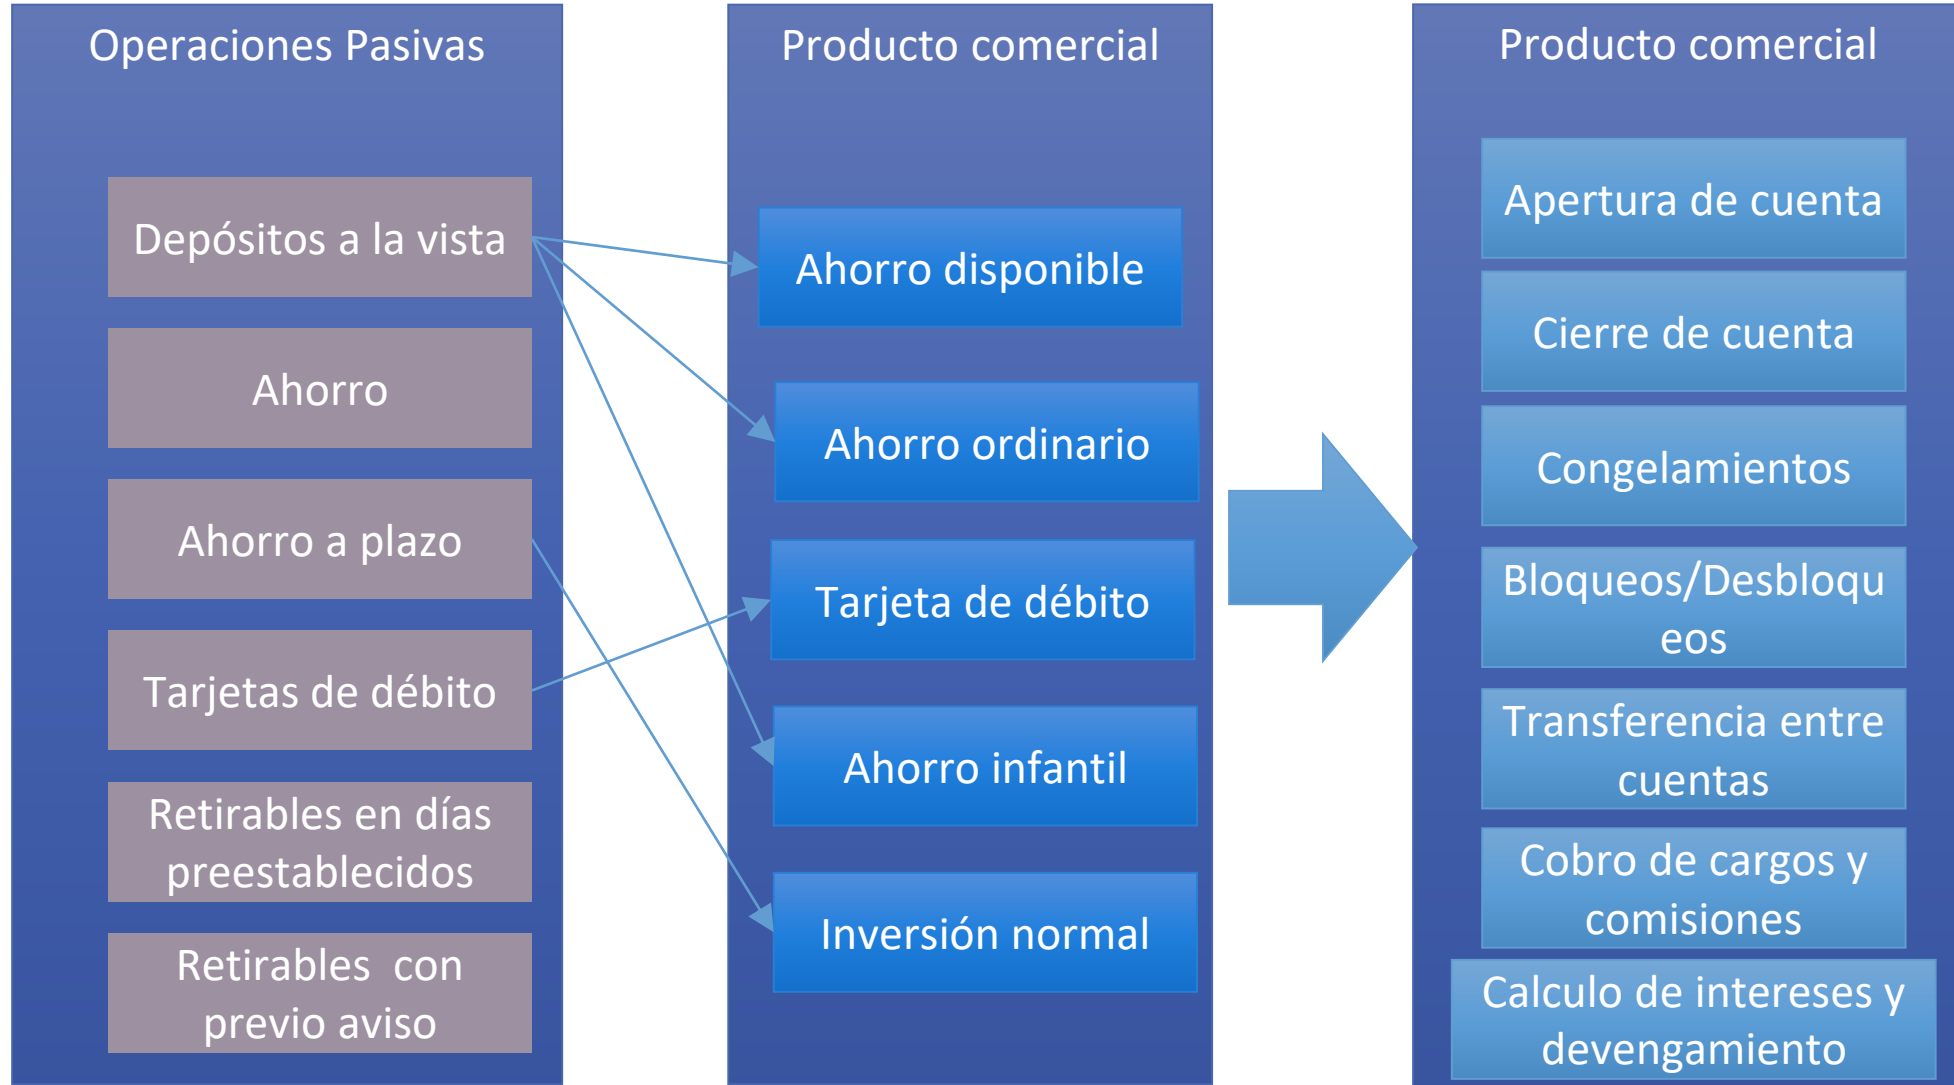 Operaciones Pasivas
Depósitos a la vista
Ahorro
Ahorro a plazo
Tarjetas de débito
Retirables en días
preestablecidos
Retirables con
previo aviso
Producto comercial
Ahorro disponible
Ahorro ordinario
Tarjeta de débito
Ahorro infantil
Inversión normal
Producto comercial
Apertura de cuenta
Cierre de cuenta
Congelamientos
Bloqueos/Desbloqu
eos
Transferencia entre
cuentas
Cobro de cargos y
comisiones
Calculo de intereses y
devengamiento